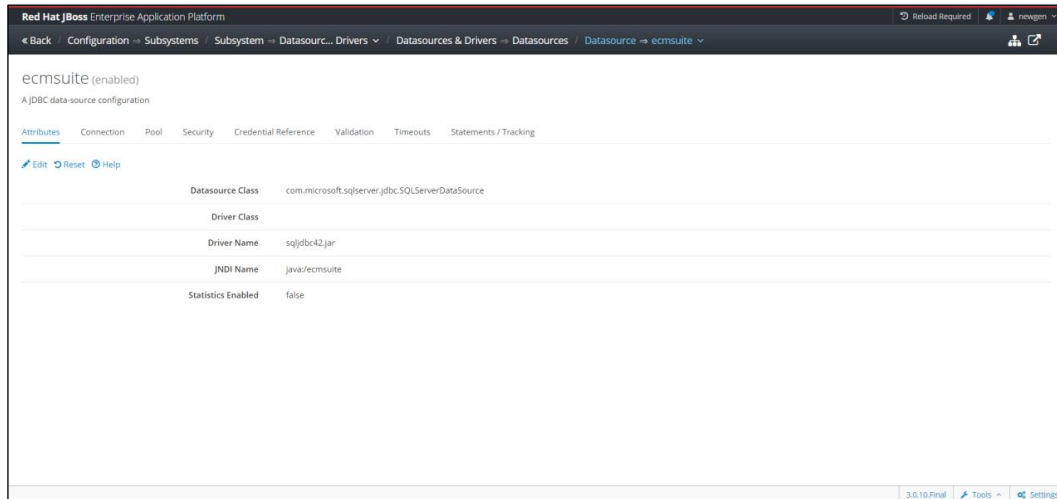 Red Hat JBoss Enterprise Application Platform Reload Required newgen
« Back / Configuration ⇒ Subsystems / Subsystem ⇒ Datasourc... Drivers / Datasources & Drivers ⇒ Datasources / Datasource ⇒ ecmsuite
ecmsuite (enabled)
A JDBC data-source configuration
Attributes Connection Pool Security Credential Reference Validation Timeouts Statements / Tracking
Edit Reset Help
Datasource Class com.microsoft.sqlserver.jdbc.SQLServerDataSource
Driver Class
Driver Name sqljdbc42.jar
JNDI Name java:/ecmsuite
Statistics Enabled false
3.0.10.Final Tools Settings